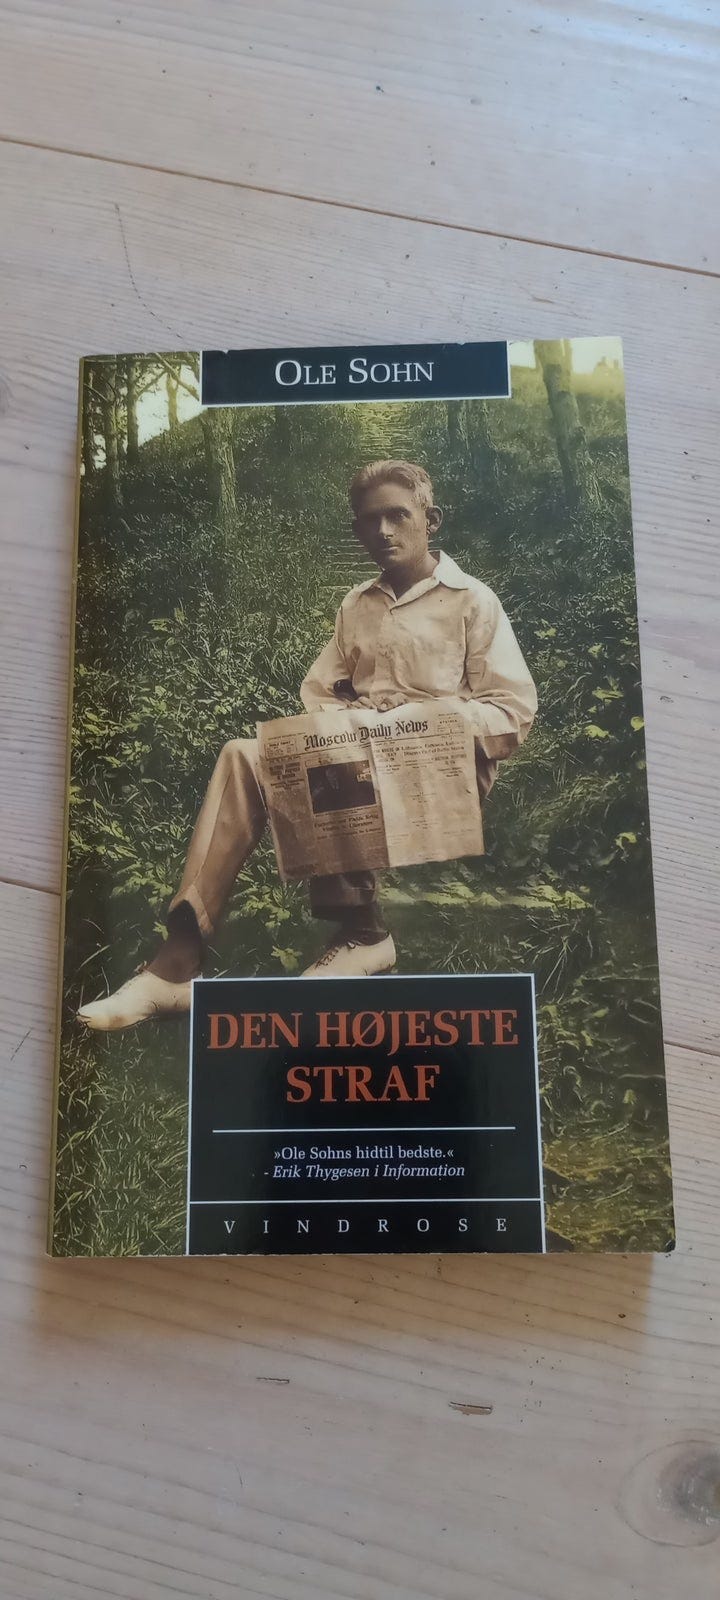 OLE SOHN
Moscow Daily News
DEN HØJESTE
STRAF
»Ole Sohns hidtil bedste.«
- Erik Thygesen i Information
VINDROSE